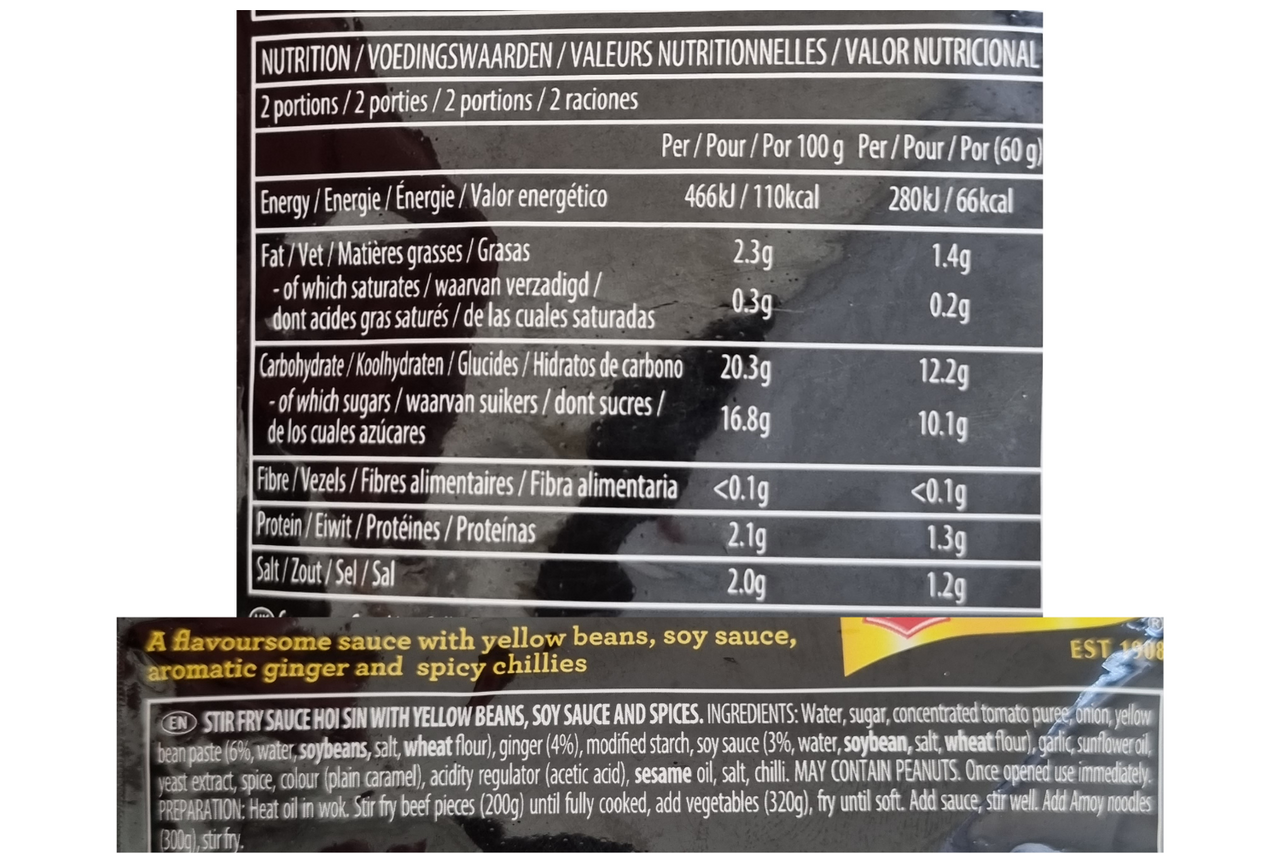 NUTRITION / VOEDINGSWAARDEN / VALEURS NUTRITIONNELLES / VALOR NUTRICIONAL
2 portions / 2 porties / 2 portions / 2 raciones
Per / Pour / Por 100 g Per / Pour / Por (60 g)
Energy / Energie / Énergie / Valor energético 466kJ / 110kcal 280kJ / 66kcal
Fat / Vet / Matières grasses / Grasas 2.3g 1.4g
- of which saturates / waarvan verzadigd /
dont acides gras saturés / de las cuales saturadas 0.3g 0.2g
Carbohydrate / Koolhydraten / Glucides / Hidratos de carbono 20.3g 12.2g
- of which sugars / waarvan suikers / dont sucres /
de los cuales azúcares 16.8g 10.1g
Fibre / Vezels / Fibres alimentaires / Fibra alimentaria <0.1g <0.1g
Protein / Eiwit / Protéines / Proteínas 2.1g 1.3g
Salt / Zout / Sel / Sal 2.0g 1.2g
A flavoursome sauce with yellow beans, soy sauce,
aromatic ginger and spicy chillies
EST 1908
EN STIR FRY SAUCE HOI SIN WITH YELLOW BEANS, SOY SAUCE AND SPICES. INGREDIENTS: Water, sugar, concentrated tomato puree, onion, yellow
bean paste (6%, water, soybeans, salt, wheat flour), ginger (4%), modified starch, soy sauce (3%, water, soybean, salt, wheat flour), garlic, sunflower oil,
yeast extract, spice, colour (plain caramel), acidity regulator (acetic acid), sesame oil, salt, chilli. MAY CONTAIN PEANUTS. Once opened use immediately.
PREPARATION: Heat oil in wok. Stir fry beef pieces (200g) until fully cooked, add vegetables (320g), fry until soft. Add sauce, stir well. Add Amoy noodles
(300g), stir fry.